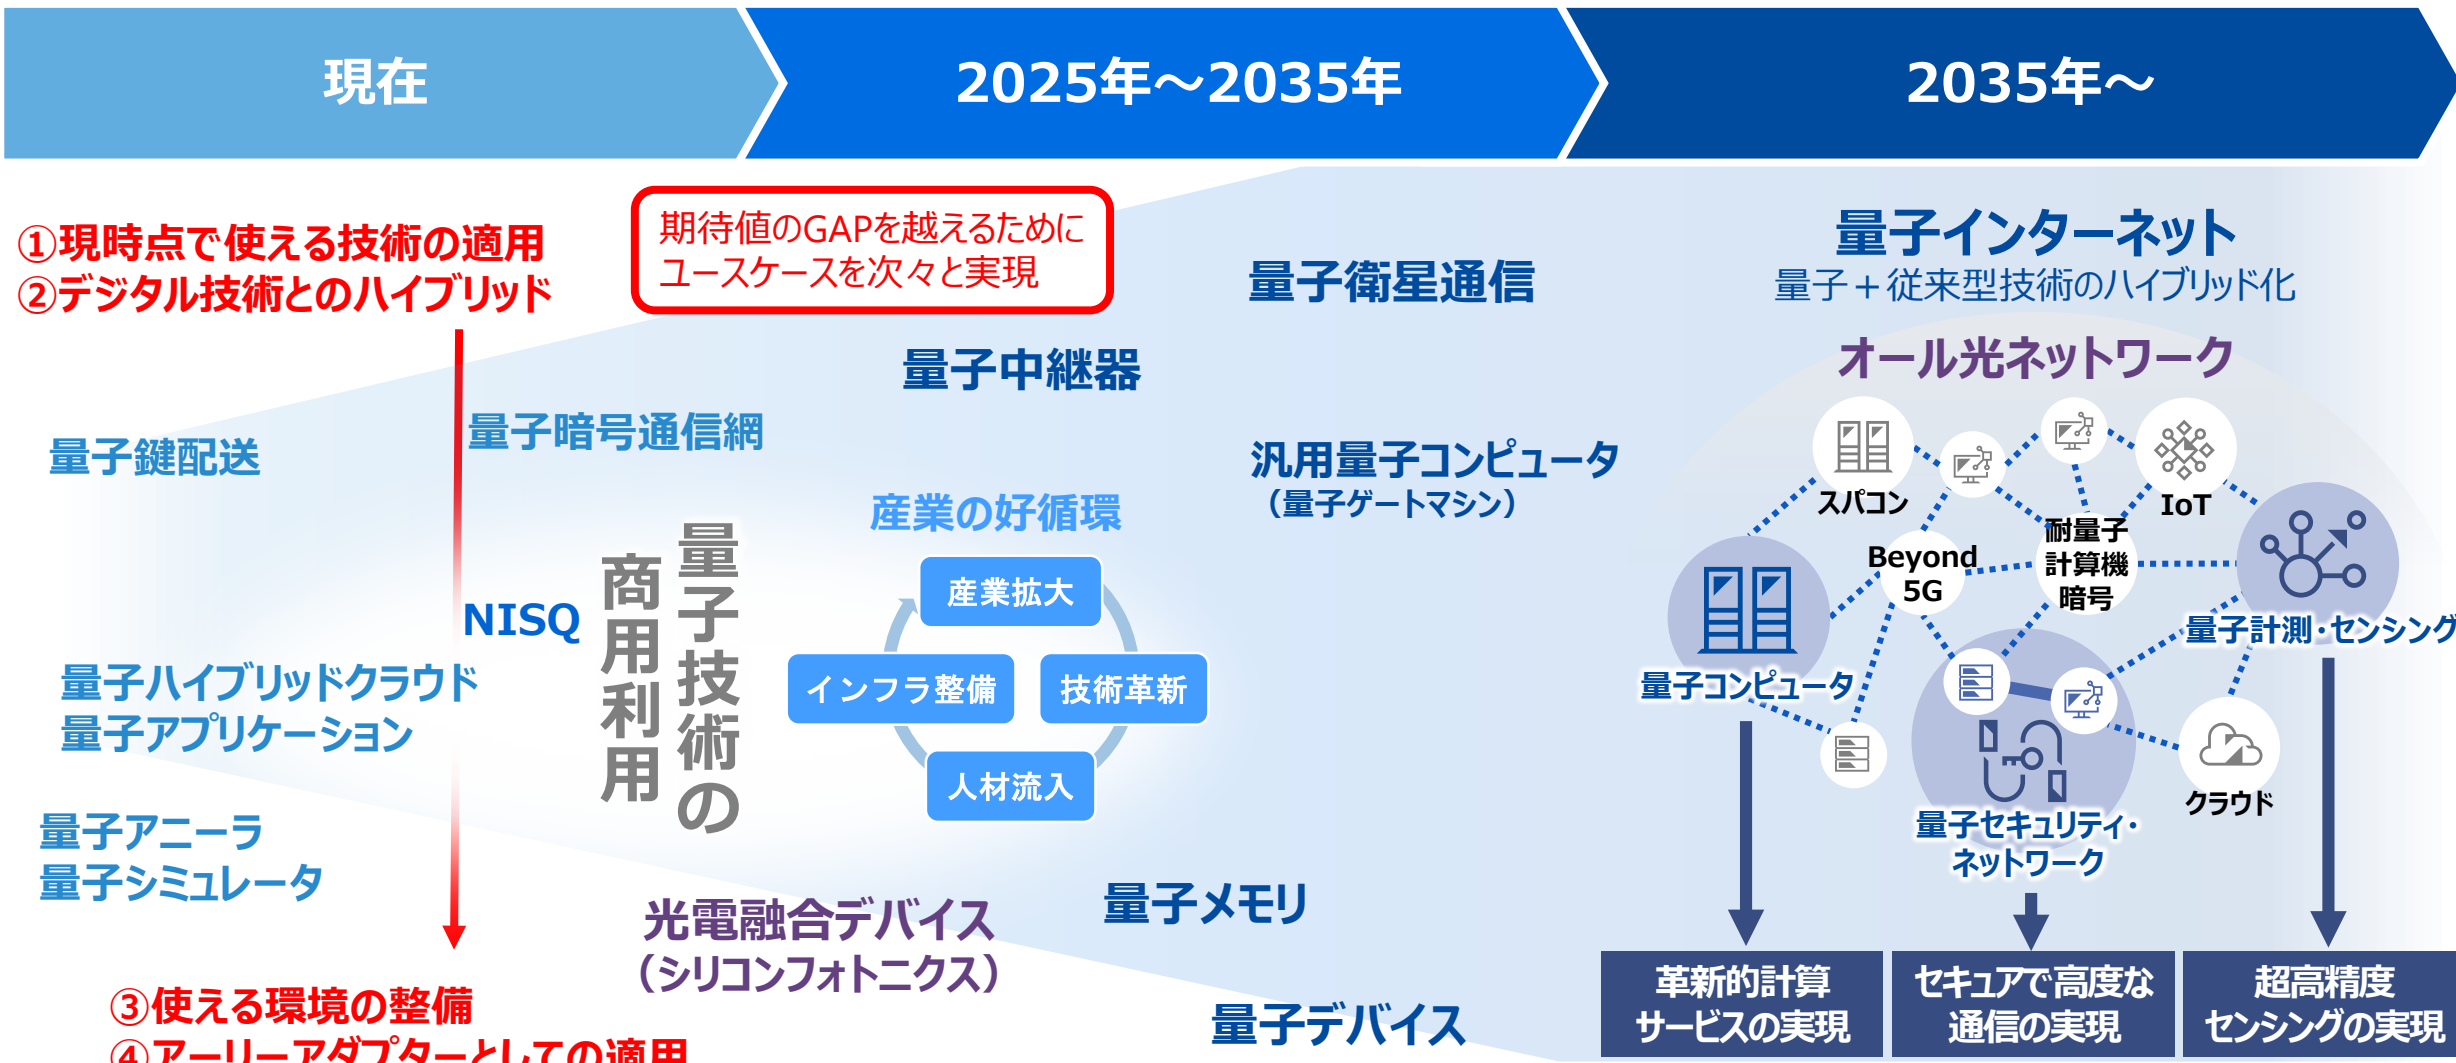 現在
2025年～2035年
2035年～
①現時点で使える技術の適用
②デジタル技術とのハイブリッド
期待値のGAPを越えるために
ユースケースを次々と実現
量子鍵配送
量子暗号通信網
量子ハイブリッドクラウド
量子アプリケーション
量子アニーラ
量子シミュレータ
NISQ
量子技術の
商用利用
③使える環境の整備
④アーリーアダプターとしての適用
量子中継器
産業の好循環
産業拡大
インフラ整備
技術革新
人材流入
光電融合デバイス
（シリコンフォトニクス）
量子衛星通信
汎用量子コンピュータ
（量子ゲートマシン）
量子メモリ
量子デバイス
量子インターネット
量子＋従来型技術のハイブリッド化
オール光ネットワーク
スパコン
IoT
Beyond
5G
耐量子
計算機
暗号
量子計測・センシング
量子コンピュータ
クラウド
量子セキュリティ・
ネットワーク
革新的計算
サービスの実現
セキュアで高度な
通信の実現
超高精度
センシングの実現